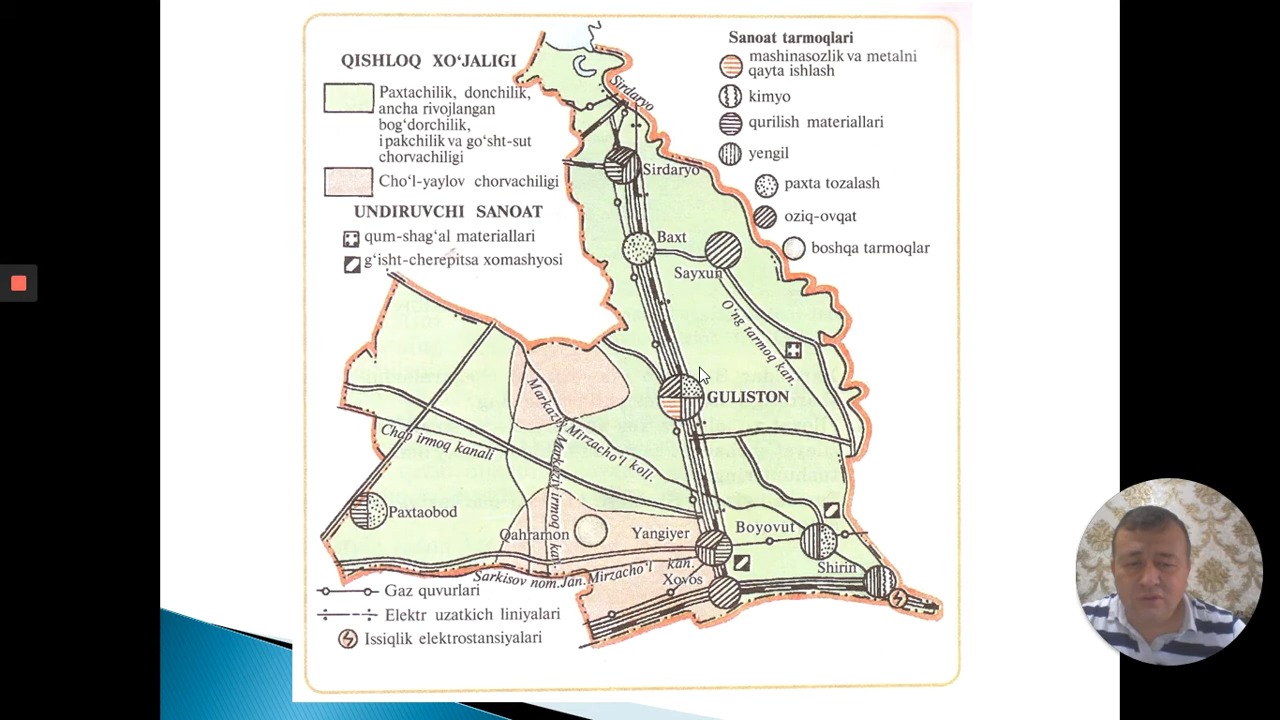 QISHLOQ XO‘JALIGI
Paxtachilik, donchilik,
ancha rivojlangan
bog‘dorchilik,
ipakchilik va go‘sht-sut
chorvachiligi
Cho‘l-yaylov chorvachiligi
UNDIRUVCHI SANOAT
qum-shag‘al materiallari
g‘isht-cherepitsa xomashyosi
Sanoat tarmoqlari
mashinasozlik va metalni
qayta ishlash
kimyo
qurilish materiallari
yengil
paxta tozalash
oziq-ovqat
boshqa tarmoqlar
Sirdaryo
Sirdaryo
Baxt
Sayxun
O‘ng tarmoq kan.
GULISTON
Markaziy Mirzacho‘l koll.
Chap irmoq kanali
Markaziy irmoq ka.
Paxtaobod
Qahramon
Yangiyer
Boyovut
Shirin
Xovos
Sarkisov nom.Jan. Mirzacho‘l kan.
Gaz quvurlari
Elektr uzatkich liniyalari
Issiqlik elektrostansiyalari